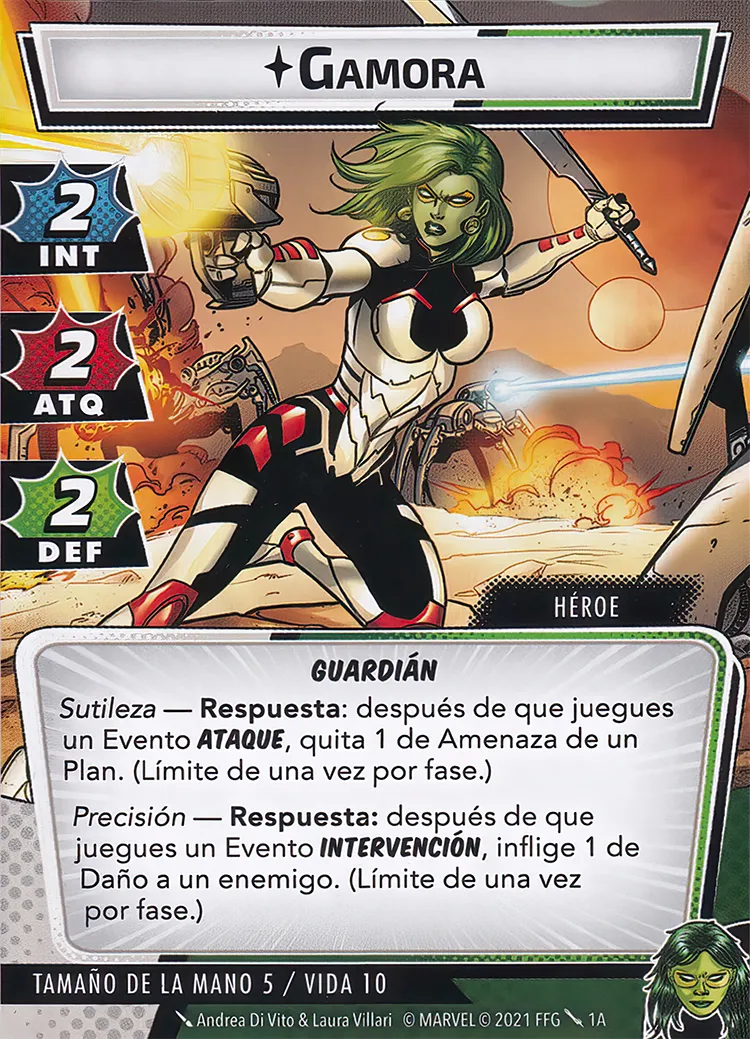 GAMORA
2
INT
2
ATQ
2
DEF
HÉROE
GUARDIÁN
Sutileza — Respuesta: después de que juegues
un Evento ATAQUE, quita 1 de Amenaza de un
Plan. (Límite de una vez por fase.)
Precisión — Respuesta: después de que
juegues un Evento INTERVENCIÓN, inflige 1 de
Daño a un enemigo. (Límite de una vez
por fase.)
TAMAÑO DE LA MANO 5 / VIDA 10
Andrea Di Vito & Laura Villari © MARVEL © 2021 FFG 1A